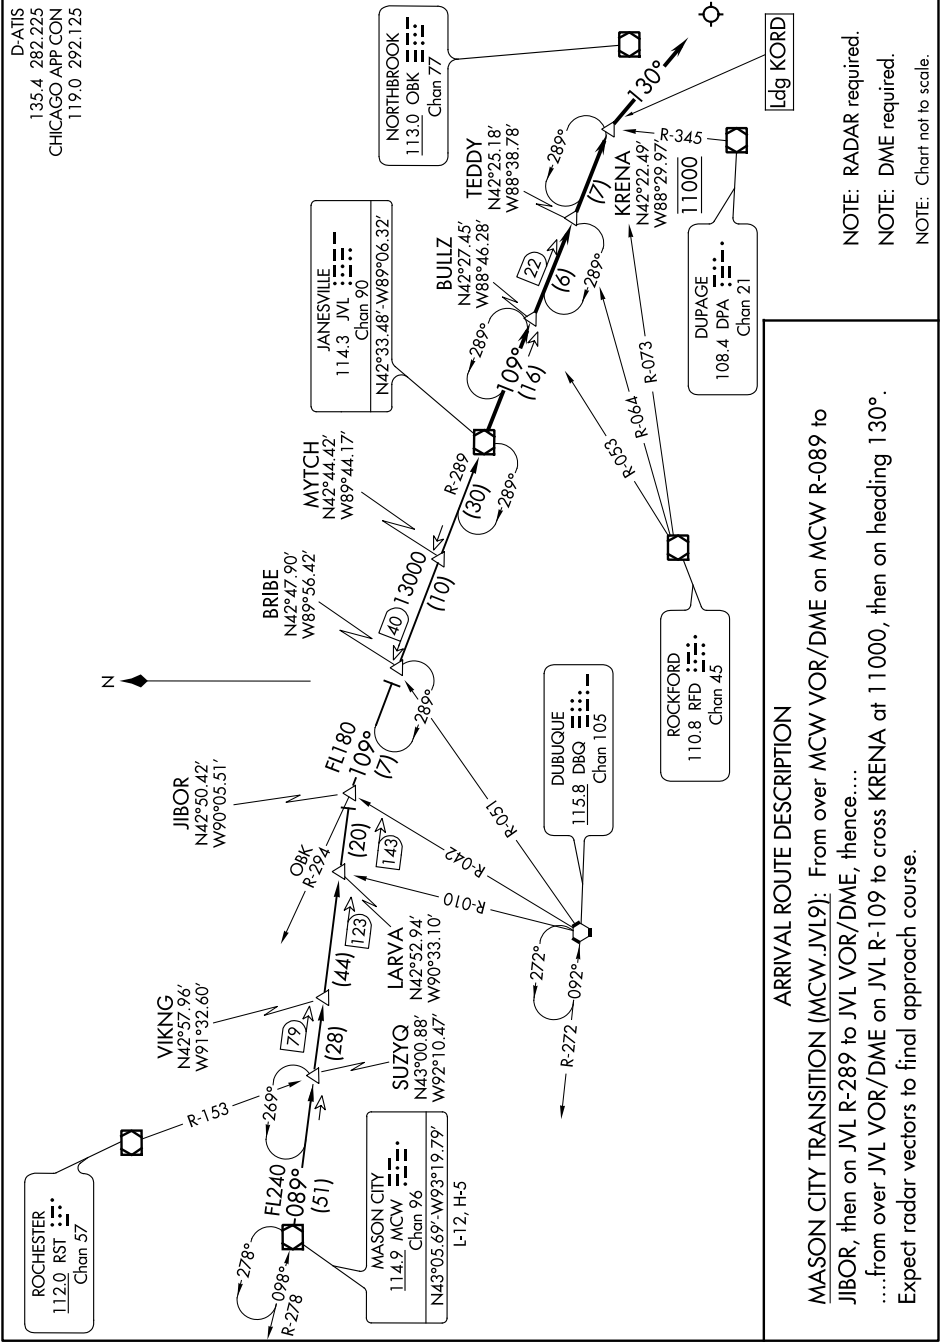 D-ATIS
135.4 282.225
CHICAGO APP CON
119.0 292.125
ROCHESTER
112.0 RST
Chan 57
R-153
278°
098°
R-278
FL240
089°
(51)
269°
MASON CITY
114.9 MCW
Chan 96
N43°05.69'-W93°19.79'
L-12, H-5
SUZYQ
N43°00.88'
W92°10.47'
(28)
79
VIKNG
N42°57.96'
W91°32.60'
(44)
123
LARVA
N42°52.94'
W90°33.10'
(20)
143
OBK
R-294
JIBOR
N42°50.42'
W90°05.51'
FL180
109°
(7)
N
BRIBE
N42°47.90'
W89°56.42'
289°
40
13000
(10)
MYTCH
N42°44.42'
W89°44.17'
R-289
(30)
289°
JANESVILLE
114.3 JVL
Chan 90
N42°33.48'-W89°06.32'
109°
(16)
289°
BULLZ
N42°27.45'
W88°46.28'
22
(6)
289°
TEDDY
N42°25.18'
W88°38.78'
(7)
289°
KRENA
N42°22.49'
W88°29.97'
11000
130°
NORTHBROOK
113.0 OBK
Chan 77
Ldg KORD
R-345
DUPAGE
108.4 DPA
Chan 21
R-053
R-064
R-073
ROCKFORD
110.8 RFD
Chan 45
DUBUQUE
115.8 DBQ
Chan 105
R-051
R-042
R-010
272°
092°
R-272
NOTE: RADAR required.
NOTE: DME required.
NOTE: Chart not to scale.
ARRIVAL ROUTE DESCRIPTION
MASON CITY TRANSITION (MCW.JVL9): From over MCW VOR/DME on MCW R-089 to
JIBOR, then on JVL R-289 to JVL VOR/DME, thence....
....from over JVL VOR/DME on JVL R-109 to cross KRENA at 11000, then on heading 130°.
Expect radar vectors to final approach course.